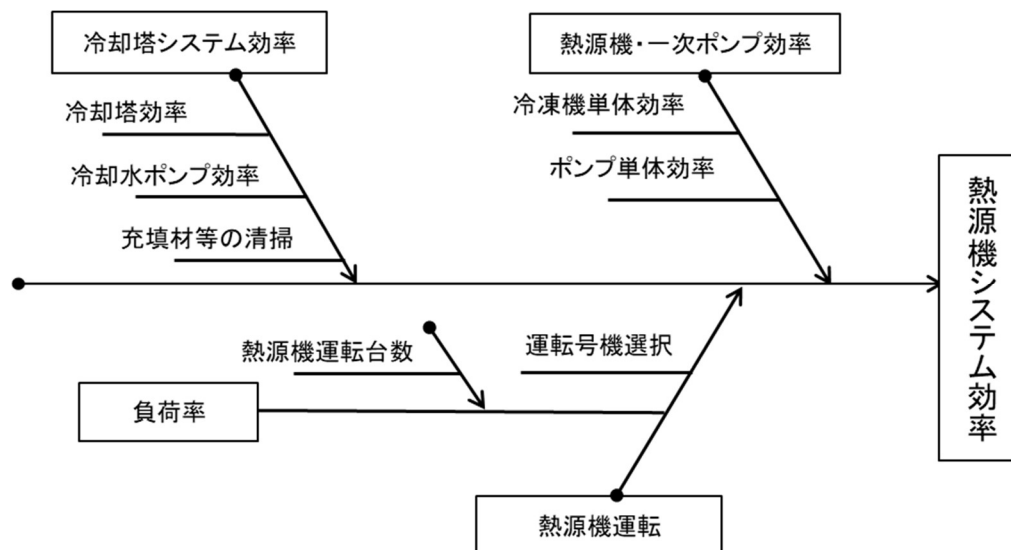 冷却塔システム効率
熱源機・一次ポンプ効率
冷却塔効率
冷凍機単体効率
冷却水ポンプ効率
ポンプ単体効率
充填材等の清掃
熱源機システム効率
熱源機運転台数
運転号機選択
負荷率
熱源機運転